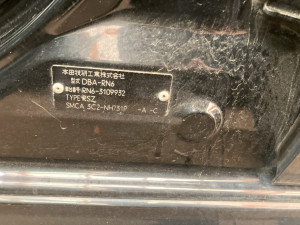 本田技研工業株式会社
型式 DBA-RN6
車台番号 RN6-3109932
TYPE RSZ
SMCA 3C2-NH731P -A -C